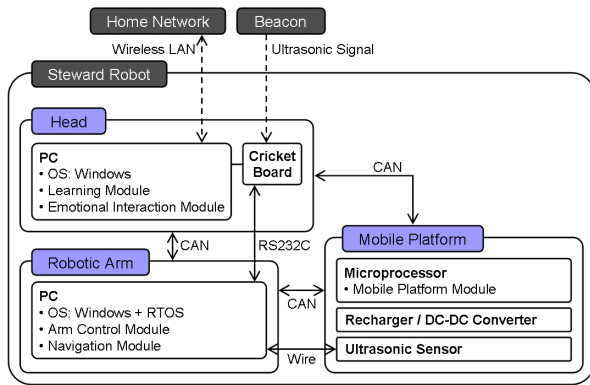 Home Network
Beacon
Wireless LAN
Ultrasonic Signal
Steward Robot
Head
PC
• OS: Windows
• Learning Module
• Emotional Interaction Module
Cricket
Board
CAN
CAN
RS232C
Mobile Platform
Robotic Arm
Microprocessor
• Mobile Platform Module
PC
• OS: Windows + RTOS
• Arm Control Module
• Navigation Module
CAN
Recharger / DC-DC Converter
Ultrasonic Sensor
Wire